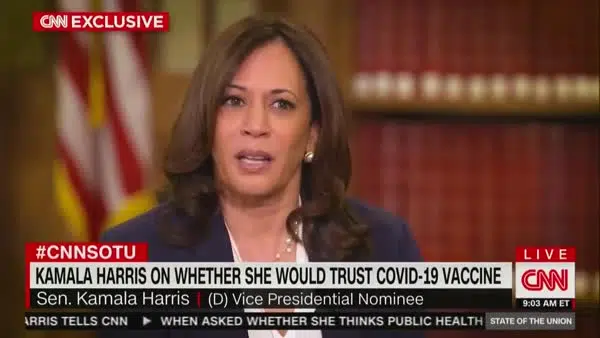 CNN EXCLUSIVE
#CNNSOTU
LIVE
KAMALA HARRIS ON WHETHER SHE WOULD TRUST COVID-19 VACCINE
CNN
Sen. Kamala Harris | (D) Vice Presidential Nominee
9:03 AM ET
ARRIS TELLS CNN ▶ WHEN ASKED WHETHER SHE THINKS PUBLIC HEALTH
STATE OF THE UNION